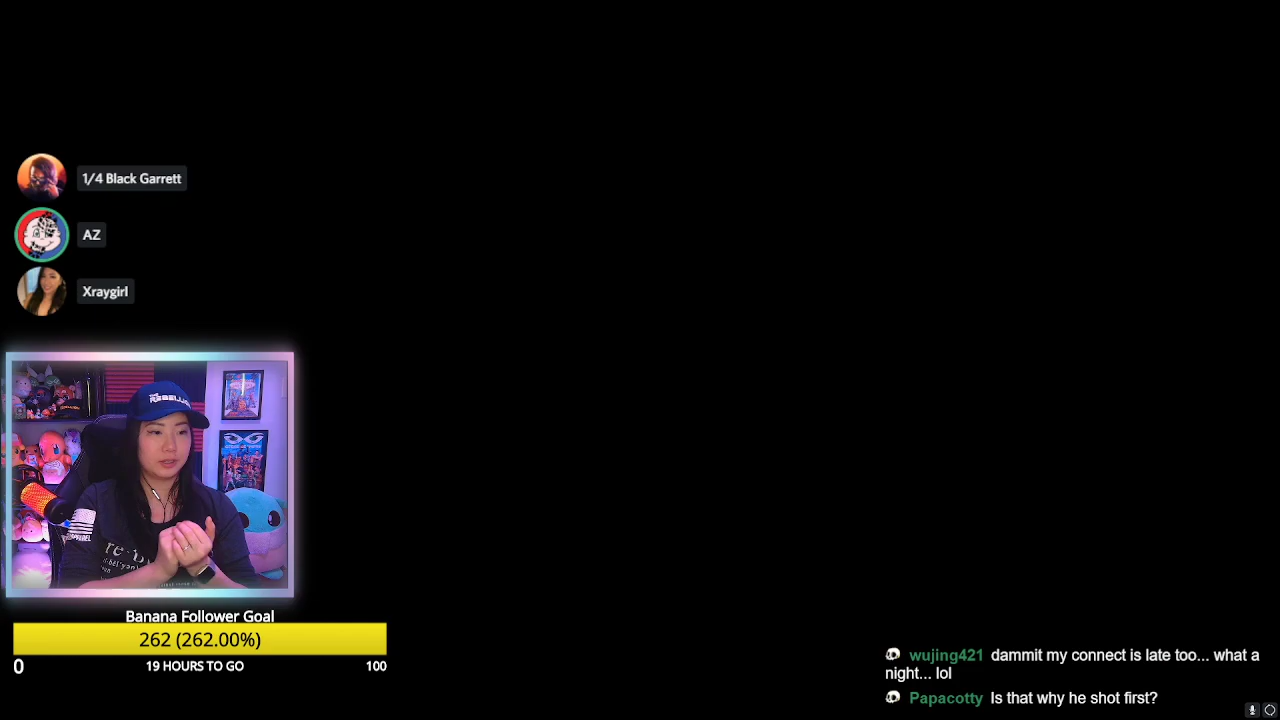 1/4 Black Garrett
AZ
Xraygirl
Banana Follower Goal
262 (262.00%)
0
19 HOURS TO GO
100
wujing421 dammit my connect is late too... what a
night... lol
Papacotty Is that why he shot first?